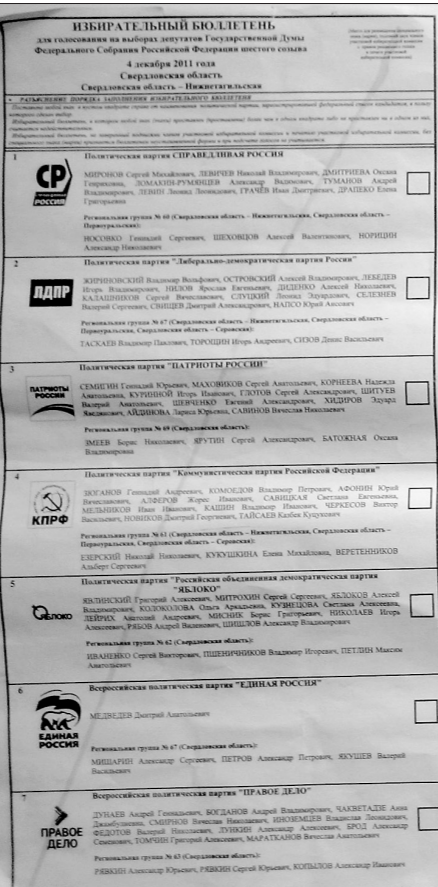 ИЗБИРАТЕЛЬНЫЙ БЮЛЛЕТЕНЬ
для голосования на выборах депутатов Государственной Думы
Федерального Собрания Российской Федерации шестого созыва
4 декабря 2011 года
Свердловская область
Свердловская область – Нижнетагильская
РАЗЪЯСНЕНИЕ ПОРЯДКА ЗАПОЛНЕНИЯ ИЗБИРАТЕЛЬНОГО БЮЛЛЕТЕНЯ
1
Политическая партия СПРАВЕДЛИВАЯ РОССИЯ
СР
РОССИЯ
МИРОНОВ Сергей Михайлович, ЛЕВИЧЕВ Николай Владимирович, ДМИТРИЕВА Оксана
Генриховна, ЛОМАКИН-РУМЯНЦЕВ Александр Вадимович, ТУМАНОВ Андрей
Владимирович, ЛЕВИН Леонид Леонидович, ГРАЧЁВ Иван Дмитриевич, ДРАПЕКО Елена
Григорьевна
Региональная группа № 60 (Свердловская область – Нижнетагильская, Свердловская область –
Первоуральская):
НОСОВКО Геннадий Сергеевич, ШЕХОВЦОВ Алексей Валентинович, НОРИЦИН
Александр Николаевич
2
Политическая партия "Либерально-демократическая партия России"
ЛДПР
ЖИРИНОВСКИЙ Владимир Вольфович, ОСТРОВСКИЙ Алексей Владимирович, ЛЕБЕДЕВ
Игорь Владимирович, НИЛОВ Ярослав Евгеньевич, ДИДЕНКО Алексей Николаевич,
КАЛАШНИКОВ Сергей Вячеславович, СЛУЦКИЙ Леонид Эдуардович, СЕЛЕЗНЕВ
Валерий Сергеевич, СВИЩЕВ Дмитрий Александрович, НАПСО Юрий Аисович
Региональная группа № 67 (Свердловская область – Нижнетагильская, Свердловская область –
Первоуральская, Свердловская область – Серовская):
ТАСКАЕВ Владимир Павлович, ТОРОЩИН Игорь Андреевич, СИЗОВ Денис Васильевич
3
Политическая партия "ПАТРИОТЫ РОССИИ"
ПАТРИОТЫ
РОССИИ
СЕМИГИН Геннадий Юрьевич, МАХОВИКОВ Сергей Анатольевич, КОРНЕЕВА Надежда
Анатольевна, КУРИННОЙ Игорь Иванович, ГЛОТОВ Сергей Александрович, ШИТУЕВ
Валерий Анатольевич, ШЕВЧЕНКО Евгений Александрович, ХИДИРОВ Эдуард
АЙДИНОВА Лариса Юрьевна, САВИНОВ Вячеслав Николаевич
Региональная группа № 69 (Свердловская область):
ЗМЕЕВ Борис Николаевич, ЯРУТИН Сергей Александрович, БАТОЖНАЯ Оксана
Владимировна
4
Политическая партия "Коммунистическая партия Российской Федерации"
КПРФ
ЗЮГАНОВ Геннадий Андреевич, КОМОЕДОВ Владимир Петрович, АФОНИН Юрий
Вячеславович, АЛФЕРОВ Жорес Иванович, САВИЦКАЯ Светлана Евгеньевна,
МЕЛЬНИКОВ Иван Иванович, КАШИН Владимир Иванович, ЧЕРКЕСОВ Виктор
Васильевич, НОВИКОВ Дмитрий Георгиевич, ТАЙСАЕВ Казбек Куцукович
Региональная группа № 61 (Свердловская область – Нижнетагильская, Свердловская область –
Первоуральская, Свердловская область – Серовская):
ЕЗЕРСКИЙ Николай Николаевич, КУКУШКИНА Елена Михайловна, ВЕРЕТЕННИКОВ
Альберт Сергеевич
5
Политическая партия "Российская объединенная демократическая партия
"ЯБЛОКО"
ЯБЛОКО
ЯВЛИНСКИЙ Григорий Алексеевич, МИТРОХИН Сергей Сергеевич, ЯБЛОКОВ Алексей
Владимирович, КОЛОКОЛОВА Ольга Аркадьевна, КУЗНЕЦОВА Светлана Алексеевна,
ЛЕЙРИХ Анатолий Андреевич, МИСНИК Борис Григорьевич, НИКОЛАЕВ Игорь
Алексеевич, РЯБОВ Андрей Виленович, ШИШЛОВ Александр Владимирович
Региональная группа № 62 (Свердловская область):
ИВАНЕНКО Сергей Викторович, ПШЕНИЧНИКОВ Владимир Игоревич, ПЕТЛИН Максим
Анатольевич
6
Всероссийская политическая партия "ЕДИНАЯ РОССИЯ"
ЕДИНАЯ
РОССИЯ
МЕДВЕДЕВ Дмитрий Анатольевич
Региональная группа № 67 (Свердловская область):
МИШАРИН Александр Сергеевич, ПЕТРОВ Александр Петрович, ЯКУШЕВ Валерий
Васильевич
7
Всероссийская политическая партия "ПРАВОЕ ДЕЛО"
ПРАВОЕ
ДЕЛО
ДУНАЕВ Андрей Геннадьевич, БОГДАНОВ Андрей Владимирович, ЧАКВЕТАДЗЕ Анна
Джамбулиевна, СМИРНОВ Вячеслав Николаевич, ИНОЗЕМЦЕВ Владислав Леонидович,
ФЕДОТОВ Валерий Николаевич, ЛУНКИН Александр Алексеевич, БРОД Александр
Семенович, ТОМЧИН Григорий Алексеевич, МАРАТКАНОВ Вячеслав Анатольевич
Региональная группа № 63 (Свердловская область):
РЯВКИН Александр Юрьевич, РЯВКИН Сергей Юрьевич, КОПЫЛОВ Александр Иванович